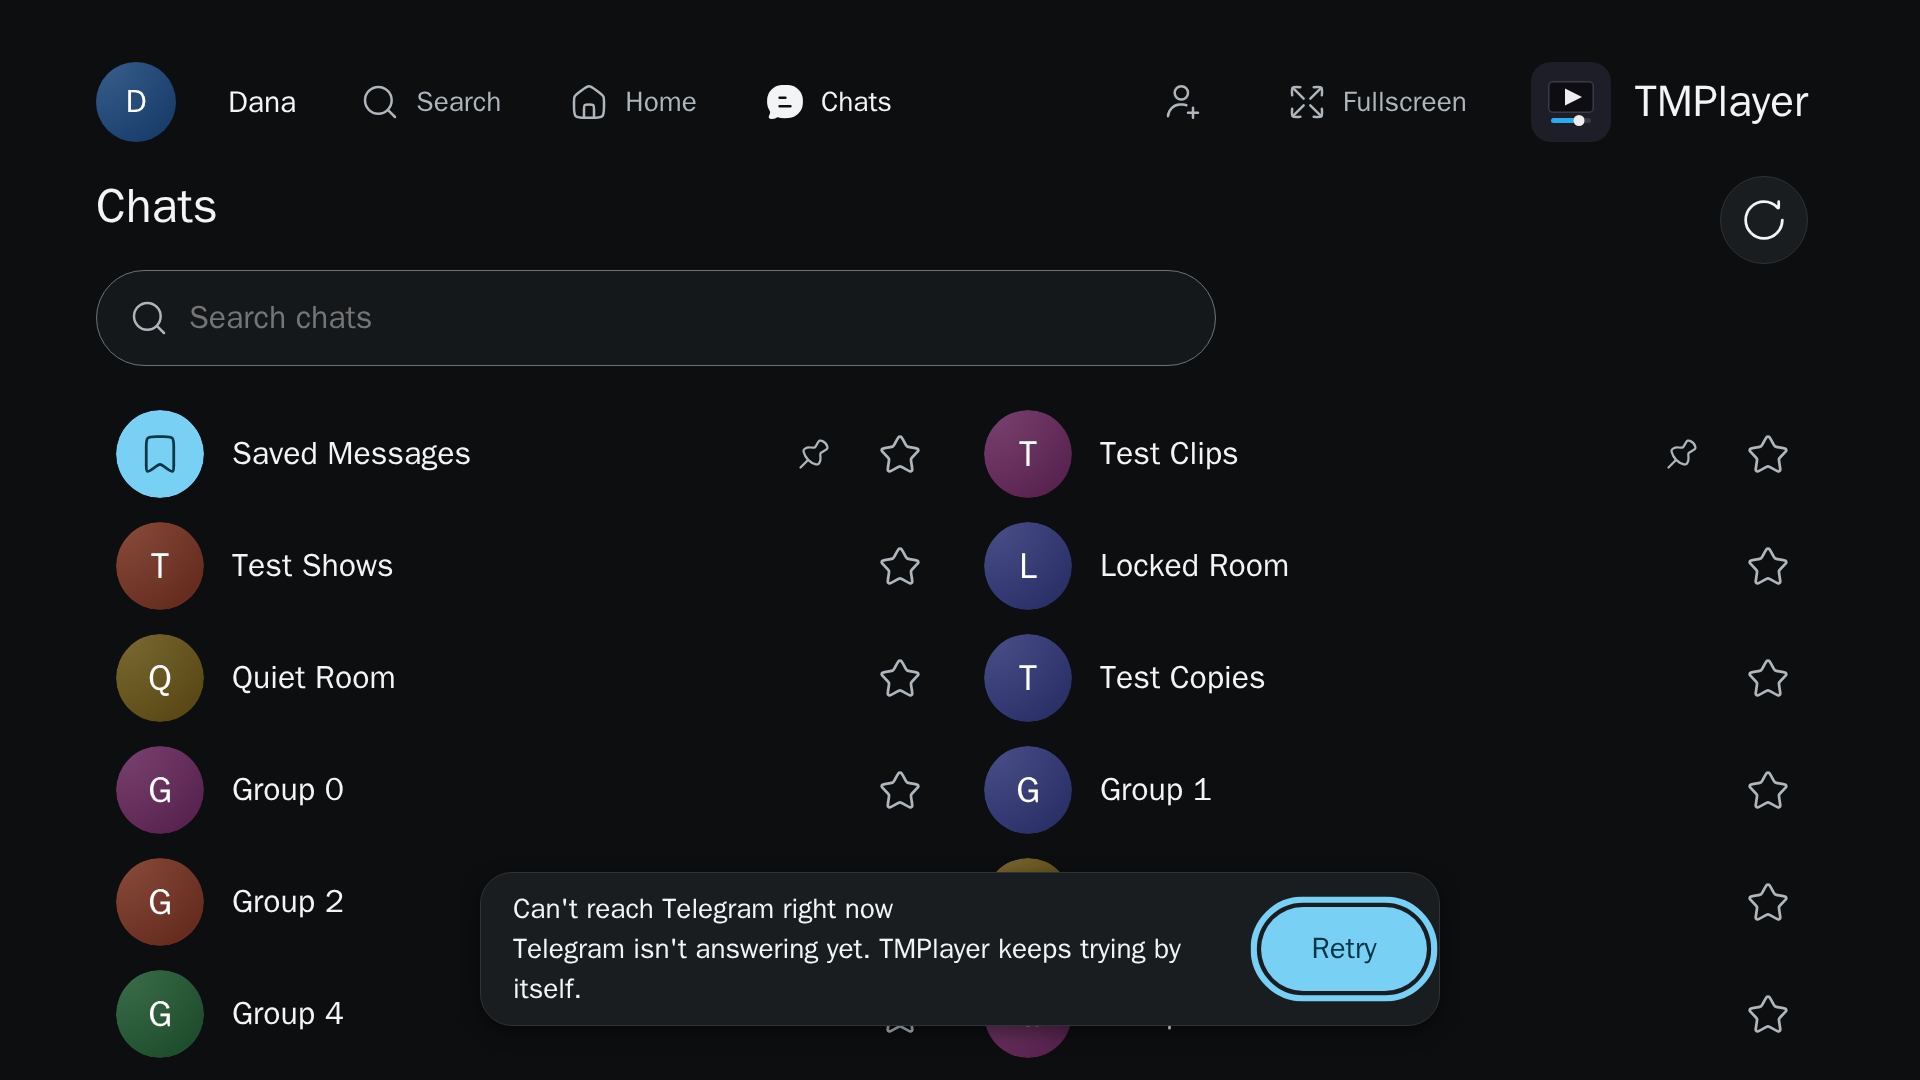 D
Dana
Search
Home
Chats
Fullscreen
TMPlayer
Chats
Search chats
Saved Messages
T
Test Clips
T
Test Shows
L
Locked Room
Q
Quiet Room
T
Test Copies
G
Group 0
G
Group 1
G
Group 2
G
Group 4
Can't reach Telegram right now
Telegram isn't answering yet. TMPlayer keeps trying by
itself.
Retry